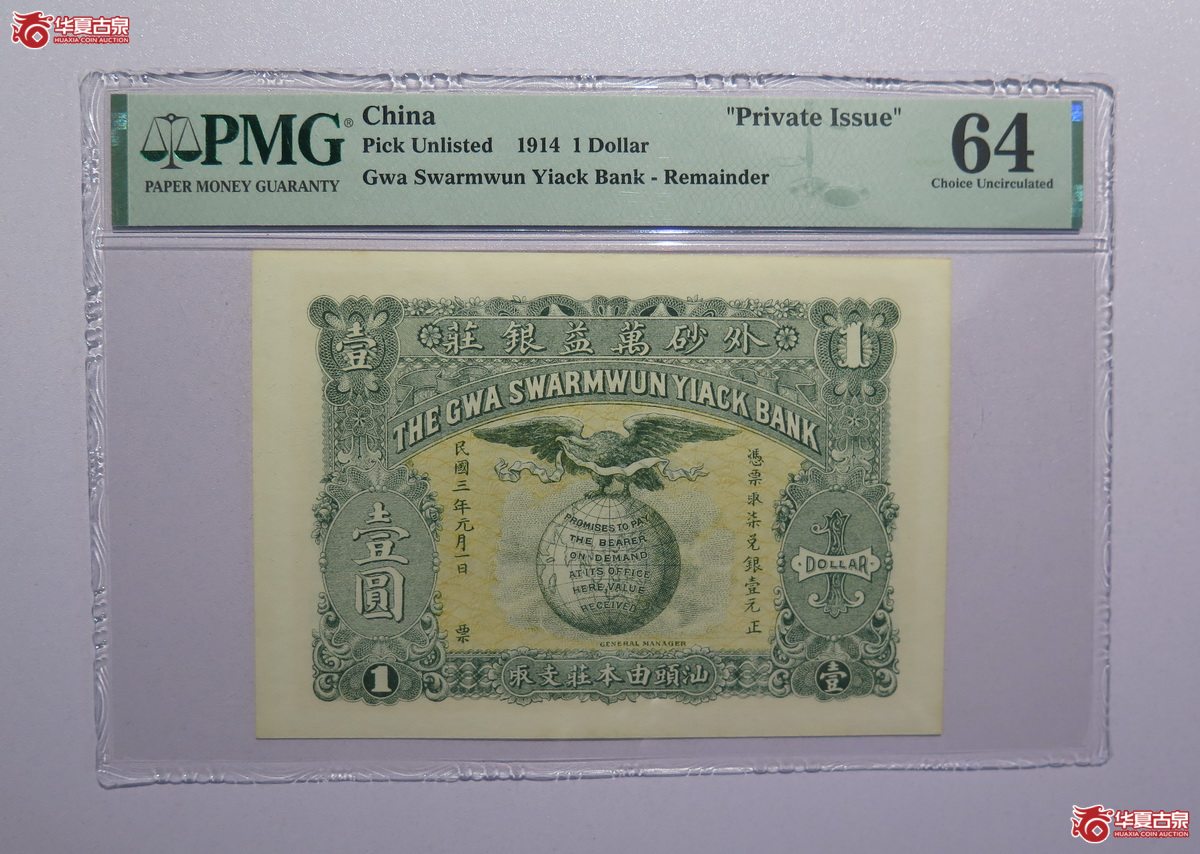 华夏古泉
HUAXIA COIN AUCTION
PMG®
PAPER MONEY GUARANTY
China
"Private Issue"
Pick Unlisted 1914 1 Dollar
Gwa Swarmwun Yiack Bank - Remainder
64
Choice Uncirculated
壹
外砂萬益銀莊
1
THE GWA SWARMWUN YIACK BANK
憑票取柒兌銀壹元正
民國三年元月一日
票
PROMISES TO PAY
THE BEARER
ON DEMAND
AT ITS OFFICE
HERE, VALUE
RECEIVED
壹圓
1
DOLLAR
GENERAL MANAGER
1
汕頭由本莊支取
壹
华夏古泉
HUAXIA COIN AUCTION